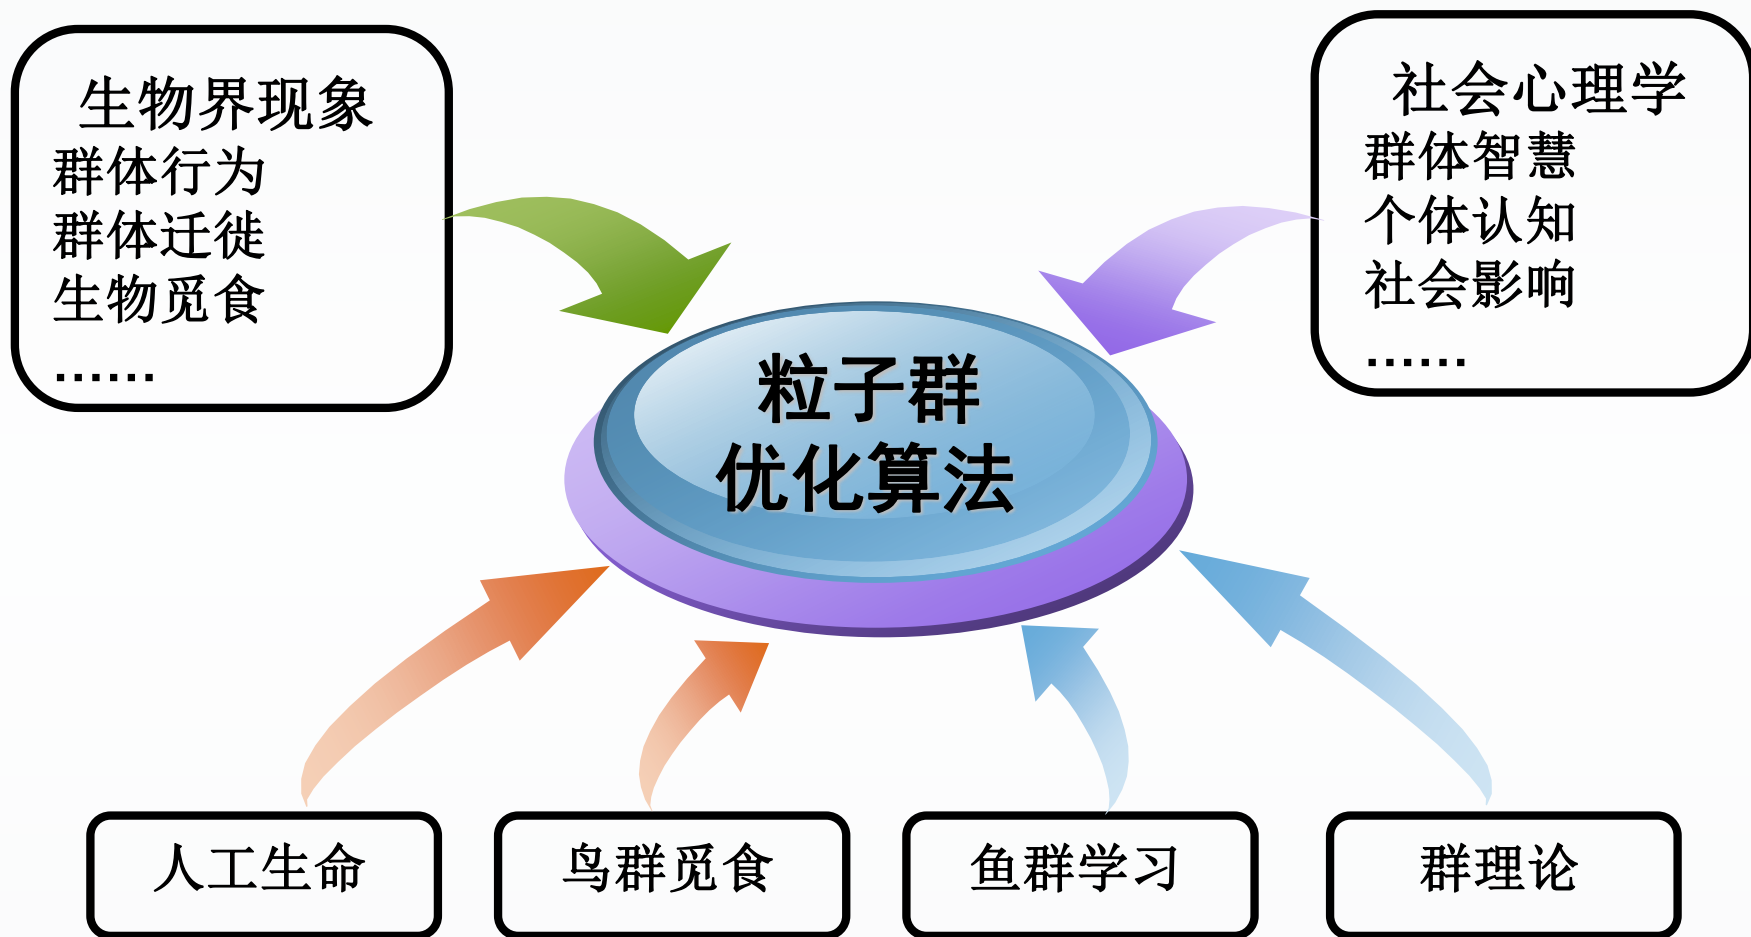 生物界现象
群体行为
群体迁徙
生物觅食
……
社会心理学
群体智慧
个体认知
社会影响
……
粒子群
优化算法
人工生命
鸟群觅食
鱼群学习
群理论